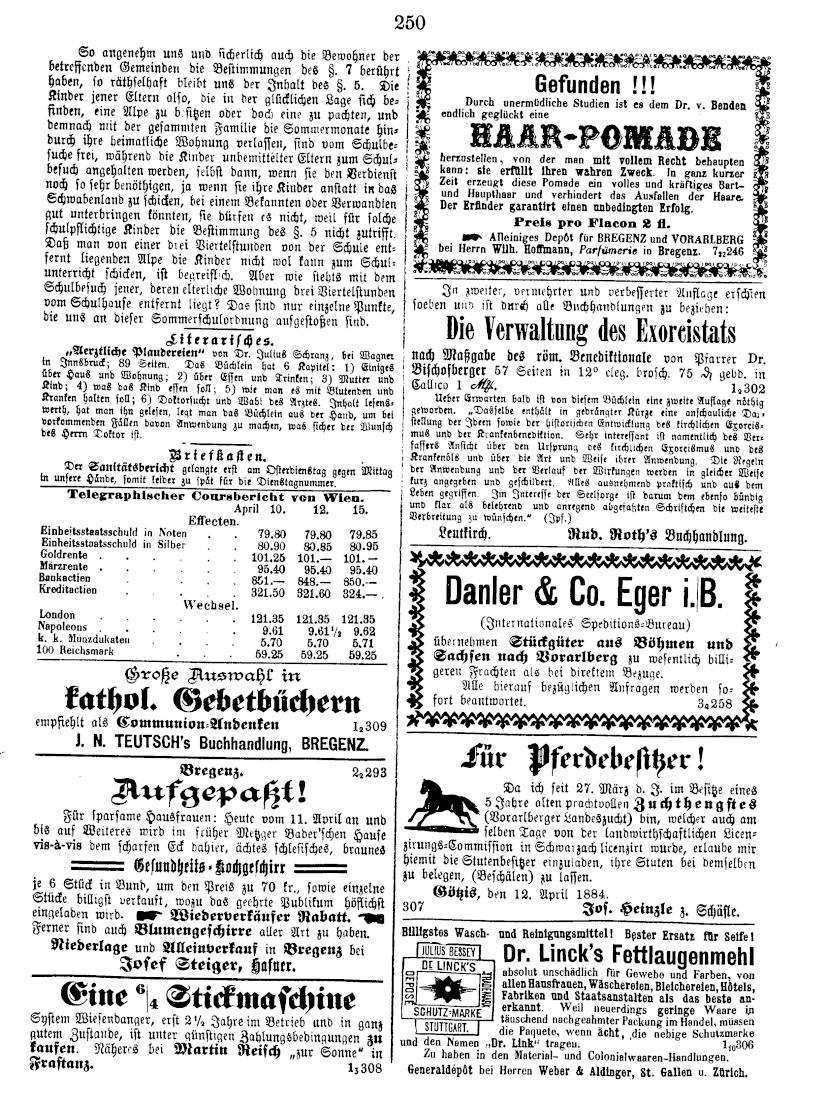 250
So angenehm uns und sicherlich auch die Bewohner der
betreffenden Gemeinden die Bestimmungen des §. 7 berührt
haben, so räthselhaft bleibt uns der Inhalt des §. 5. Die
Kinder jener Eltern also, die in der glücklichen Lage sich be-
finden, eine Alpe zu besitzen oder doch eine zu pachten, und
demnach mit der gesammten Familie die Sommermonate hin-
durch ihre heimatliche Wohnung verlassen, sind vom Schulbe-
suche frei, während die Kinder unbemittelter Eltern zum Schul-
besuch angehalten werden, selbst dann, wenn sie den Verdienst
noch so sehr benöthigen, ja wenn sie ihre Kinder anstatt in das
Schwabenland zu schicken, bei einem Bekannten oder Verwandten
gut unterbringen könnten, sie dürfen es nicht, weil für solche
schulpflichtige Kinder die Bestimmung des §. 5 nicht zutrifft.
Daß man von einer drei Viertelstunden von der Schule ent-
fernt liegenden Alpe die Kinder nicht wol kann zum Schul-
unterricht schicken, ist begreiflich. Aber wie stehts mit dem
Schulbesuch jener, deren elterliche Wohnung drei Viertelstunden
vom Schulhause entfernt liegt? Das sind nur einzelne Punkte,
die uns an dieser Sommerschulordnung aufgestoßen sind.
Literarisches.
„Aerztliche Plaudereien" von Dr. Julius Schranz, bei Wagner
in Innsbruck; 89 Seiten. Das Büchlein hat 6 Kapitel: 1) Einiges
über Haus und Wohnung; 2) über Essen und Trinken; 3) Mutter und
Kind; 4) was das Kind essen soll; 5) wie man es mit Blutenden und
Kranken halten soll; 6) Doktorsucht und Wahl des Arztes. Inhalt lesens-
werth, hat man ihn gelesen, legt man das Büchlein aus der Hand, um bei
vorkommenden Fällen davon Anwendung zu machen, was sicher der Wunsch
des Herrn Doktor ist.
Briefkasten.
Der Sanitätsbericht gelangte erst am Osterdienstag gegen Mittag
in unsere Hände, somit leider zu spät für die Dienstagnummer.
Telegraphischer Coursbericht von Wien.
April 10. 12. 15.
Effecten.
Einheitsstaatsschuld in Noten . . 79.80 79.80 79.85
Einheitsstaatsschuld in Silber . . 80.90 80.85 80.95
Goldrente . . . . . 101.25 101.— 101.—
Märzrente . . . . . 95.40 95.40 95.40
Bankactien . . . . . 851.— 848.— 850.—
Kreditactien . . . . 321.50 321.60 324.—
Wechsel.
London . . . . . 121.35 121.35 121.35
Napoleons . . . . . 9.61 9.61½ 9.62
k. k. Münzdukaten . . . . 5.70 5.70 5.71
100 Reichsmark . . . . 59.25 59.25 59.25
Große Auswahl in
kathol. Gebetbüchern
empfiehlt als Communion-Andenken 1₂309
J. N. TEUTSCH's Buchhandlung, BREGENZ.
Bregenz. 2₂293
Aufgepaßt!
Für sparsame Hausfrauen: Heute vom 11. April an und
bis auf Weiteres wird im früher Metzger Bader'schen Hause
vis-à-vis dem scharfen Eck dahier, ächtes schlesisches, braunes
Gesundheits-Kochgeschirr
je 6 Stück in Bund, um den Preis zu 70 kr., sowie einzelne
Stücke billigst verkauft, wozu das geehrte Publikum höflichst
eingeladen wird. Wiederverkäufer Rabatt.
Ferner sind auch Blumengeschirre aller Art zu haben.
Niederlage und Alleinverkauf in Bregenz bei
Josef Steiger, Hafner.
Eine 6/4 Stickmaschine
System Wiesendanger, erst 2½ Jahre im Betrieb und in ganz
gutem Zustande, ist unter günstigen Zahlungsbedingungen zu
kaufen. Näheres bei Martin Reisch „zur Sonne" in
Frastanz. 1₃308
Gefunden !!!
Durch unermüdliche Studien ist es dem Dr. v. Benden
endlich geglückt eine
HAAR-POMADE
herzustellen, von der man mit vollem Recht behaupten
kann: sie erfüllt ihren wahren Zweck. In ganz kurzer
Zeit erzeugt diese Pomade ein volles und kräftiges Bart-
und Haupthaar und verhindert das Ausfallen der Haare.
Der Erfinder garantirt einen unbedingten Erfolg.
Preis pro Flacon 2 fl.
Alleiniges Depôt für BREGENZ und VORARLBERG
bei Herrn Wilh. Hoffmann, Parfümerie in Bregenz. 7₁₂246
In zweiter, vermehrter und verbesserter Auflage erschien
soeben und ist durch alle Buchhandlungen zu beziehen:
Die Verwaltung des Exorcistats
nach Maßgabe des röm. Benediktionale von Pfarrer Dr.
Bischofberger 57 Seiten in 12° eleg. brosch. 75 ₰ gebd. in
Callico 1 Mk. 1₃302
Ueber Erwarten bald ist von diesem Büchlein eine zweite Auflage nöthig
geworden. „Dasselbe enthält in gedrängter Kürze eine anschauliche Dar-
stellung der Ideen sowie der historischen Entwicklung des kirchlichen Exorcis-
mus und der Krankenbenediktion. Sehr interessant ist namentlich des Ver-
fassers Ansicht über den Ursprung des kirchlichen Exorcismus und des
Krankenöls und über die Art und Weise ihrer Anwendung. Die Regeln
der Anwendung und der Verlauf der Wirkungen werden in gleicher Weise
kurz angegeben und geschildert. Alles ausnehmend praktisch und aus dem
Leben gegriffen. Im Interesse der Seelsorge ist darum dem ebenso bündig
und klar als belehrend und anregend abgefaßten Schriftchen die weiteste
Verbreitung zu wünschen." (Ipf.)
Leutkirch. Rud. Roth's Buchhandlung.
Danler & Co. Eger i. B.
(Internationales Speditions-Bureau)
übernehmen Stückgüter aus Böhmen und
Sachsen nach Vorarlberg zu wesentlich billi-
geren Frachten als bei direktem Bezuge.
Alle hierauf bezüglichen Anfragen werden so-
fort beantwortet. 3₂258
Für Pferdebesitzer!
Da ich seit 27. März d. J. im Besitze eines
5 Jahre alten prachtvollen Zuchthengstes
(Vorarlberger Landeszucht) bin, welcher auch am
selben Tage von der landwirthschaftlichen Licen-
zirungs-Commission in Schwarzach licenzirt wurde, erlaube mir
hiemit die Stutenbesitzer einzuladen, ihre Stuten bei demselben
zu belegen, (Beschälen) zu lassen.
Götzis, den 12. April 1884.
307 Jos. Heinzle z. Schäfle.
Billigstes Wasch- und Reinigungsmittel! Bester Ersatz für Seife!
JULIUS BESSEY
DE LINCK'S
DEPOSÉ
SCHUTZ-MARKE
STUTTGART.
Dr. Linck's Fettlaugenmehl
absolut unschädlich für Gewebe und Farben, von
allen Hausfrauen, Wäschereien, Bleichereien, Hôtels,
Fabriken und Staatsanstalten als das beste an-
erkannt. Weil neuerdings geringe Waare in
täuschend nachgeahmter Packung im Handel, müssen
die Paquete, wenn ächt, die nebige Schutzmarke
und den Namen „Dr. Link" tragen. 1₁₀306
Zu haben in den Material- und Colonialwaaren-Handlungen.
Generaldépôt bei Herren Weber & Aldinger, St. Gallen u. Zürich.